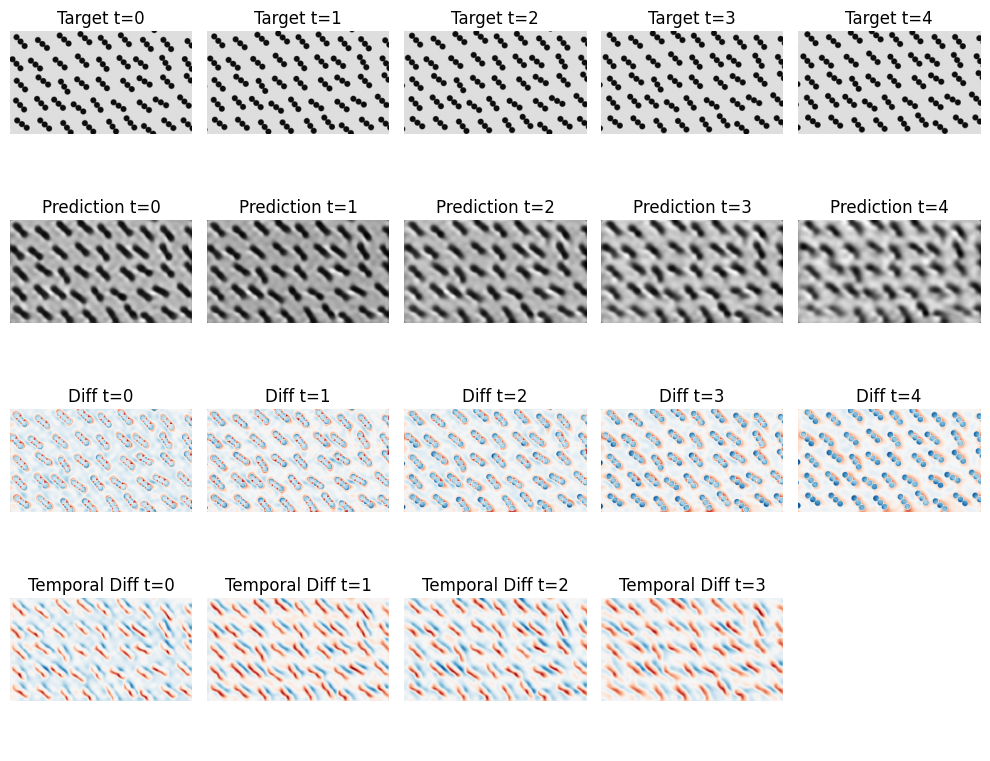 Target t=0 Target t=1 Target t=2 Target t=3 Target t=4
Prediction t=0 Prediction t=1 Prediction t=2 Prediction t=3 Prediction t=4
Diff t=0 Diff t=1 Diff t=2 Diff t=3 Diff t=4
Temporal Diff t=0 Temporal Diff t=1 Temporal Diff t=2 Temporal Diff t=3